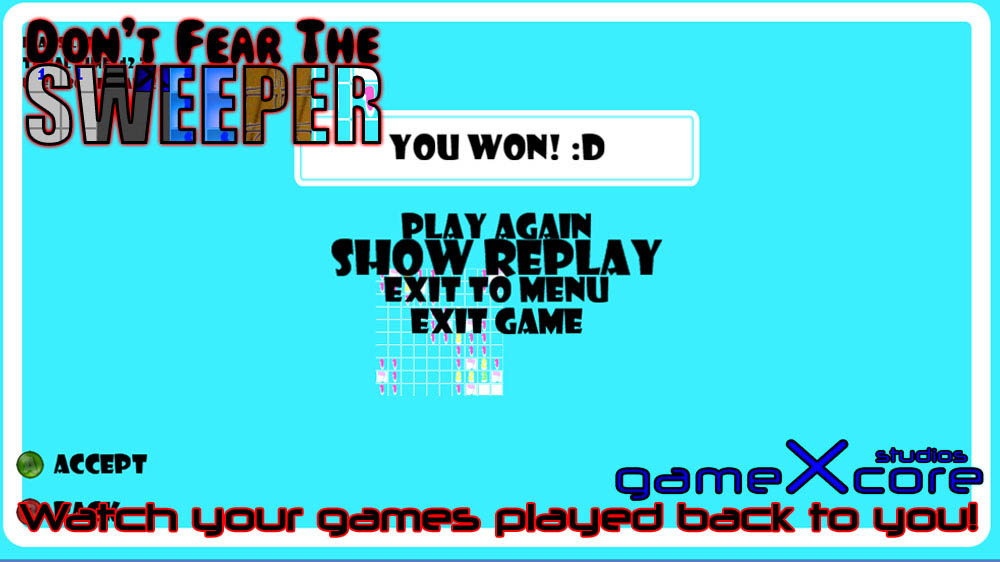 DON'T FEAR THE
SWEEPER
YOU WON! :D
PLAY AGAIN
SHOW REPLAY
EXIT TO MENU
EXIT GAME
ACCEPT
BACK
studios
gameXcore
Watch your games played back to you!